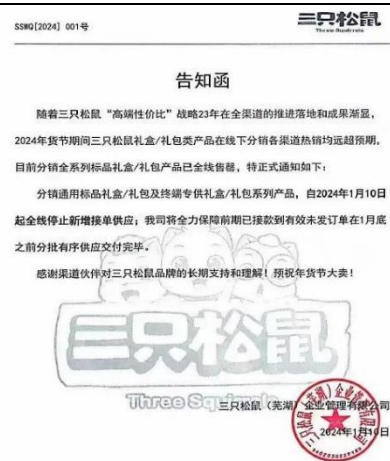 SSWQ[2024] 001号
三只松鼠
Three Squirrels
告知函
随着三只松鼠“高端性价比”战略23年在全渠道的推进落地和成果渐显，
2024年货节期间三只松鼠礼盒/礼包类产品在线下分销各渠道热销均远超预期。
目前分销全系列标品礼盒/礼包产品已全线售罄，特正式通知如下：
分销通用标品礼盒/礼包及终端专供礼盒/礼包系列产品，自2024年1月10日
起全线停止新增接单供应；我司将全力保障前期已接款到有效未发订单在1月底
之前分批有序供应交付完毕。
感谢渠道伙伴对三只松鼠品牌的长期支持和理解！预祝年货节大卖！
三只松鼠
Three Squirrels
三只松鼠（芜湖）企业管理有限公司
2024年1月10日